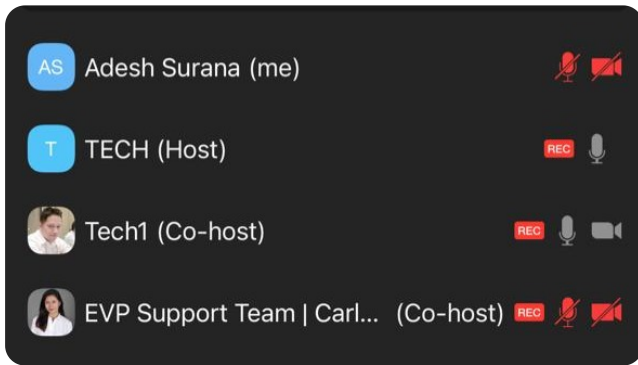 AS Adesh Surana (me)
T TECH (Host) REC
Tech1 (Co-host) REC
EVP Support Team | Carl... (Co-host) REC